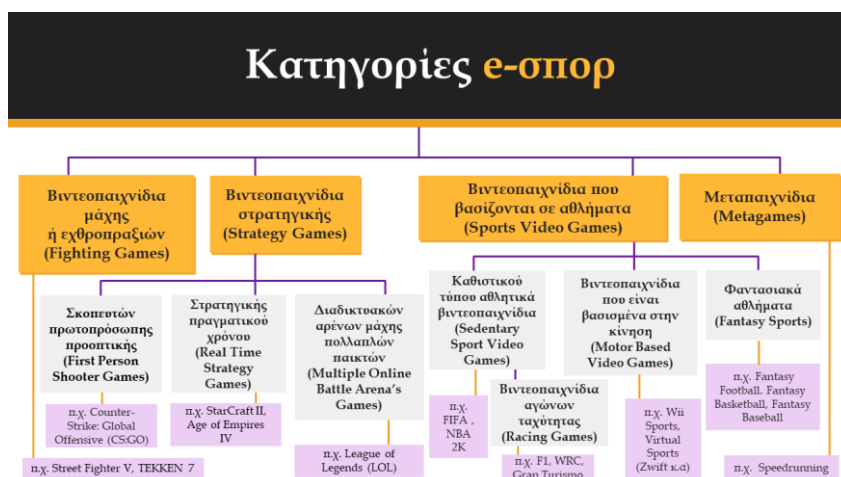 Κατηγορίες e-σπορ
Βιντεοπαιχνίδια
μάχης
ή εχθροπραξιών
(Fighting Games)
Βιντεοπαιχνίδια
στρατηγικής
(Strategy Games)
Βιντεοπαιχνίδια που
βασίζονται σε αθλήματα
(Sports Video Games)
Μεταπαιχνίδια
(Metagames)
Σκοπευτών
πρωτοπρόσωπης
προοπτικής
(First Person
Shooter Games)
Στρατηγικής
πραγματικού
χρόνου
(Real Time
Strategy
Games)
Διαδικτυακών
αρένων μάχης
πολλαπλών
παικτών
(Multiple Online
Battle Arena's
Games)
Καθιστικού
τύπου αθλητικά
βιντεοπαιχνίδια
(Sedentary
Sport Video
Games)
Βιντεοπαιχνίδια
που είναι
βασισμένα στην
κίνηση
(Motor Based
Video Games)
Φαντασιακά
αθλήματα
(Fantasy Sports)
Βιντεοπαιχνίδια
αγώνων
ταχύτητας
(Racing Games)
π.χ. Counter-
Strike: Global
Offensive (CS:GO)
π.χ. StarCraft II,
Age of Empires
IV
π.χ. League of
Legends (LOL)
π.χ.
FIFA ,
NBA
2K
π.χ. F1, WRC,
Gran Turismo
π.χ. Wii
Sports,
Virtual
Sports
(Zwift κ.α)
π.χ. Fantasy
Football. Fantasy
Basketball, Fantasy
Baseball
π.χ. Street Fighter V, TEKKEN 7
π.χ. Speedrunning